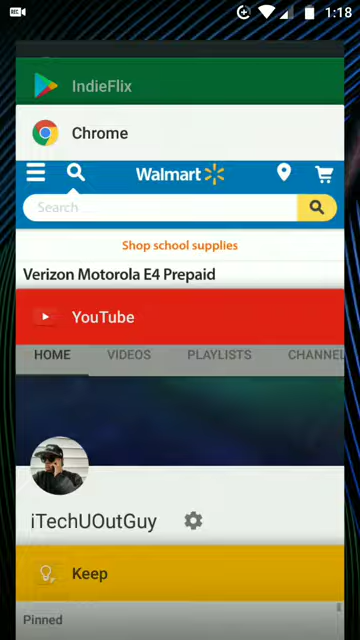 REC
1:18
IndieFlix
Chrome
Walmart
Search
Shop school supplies
Verizon Motorola E4 Prepaid
YouTube
HOME VIDEOS PLAYLISTS CHANNEL
iTechUOutGuy
Keep
Pinned